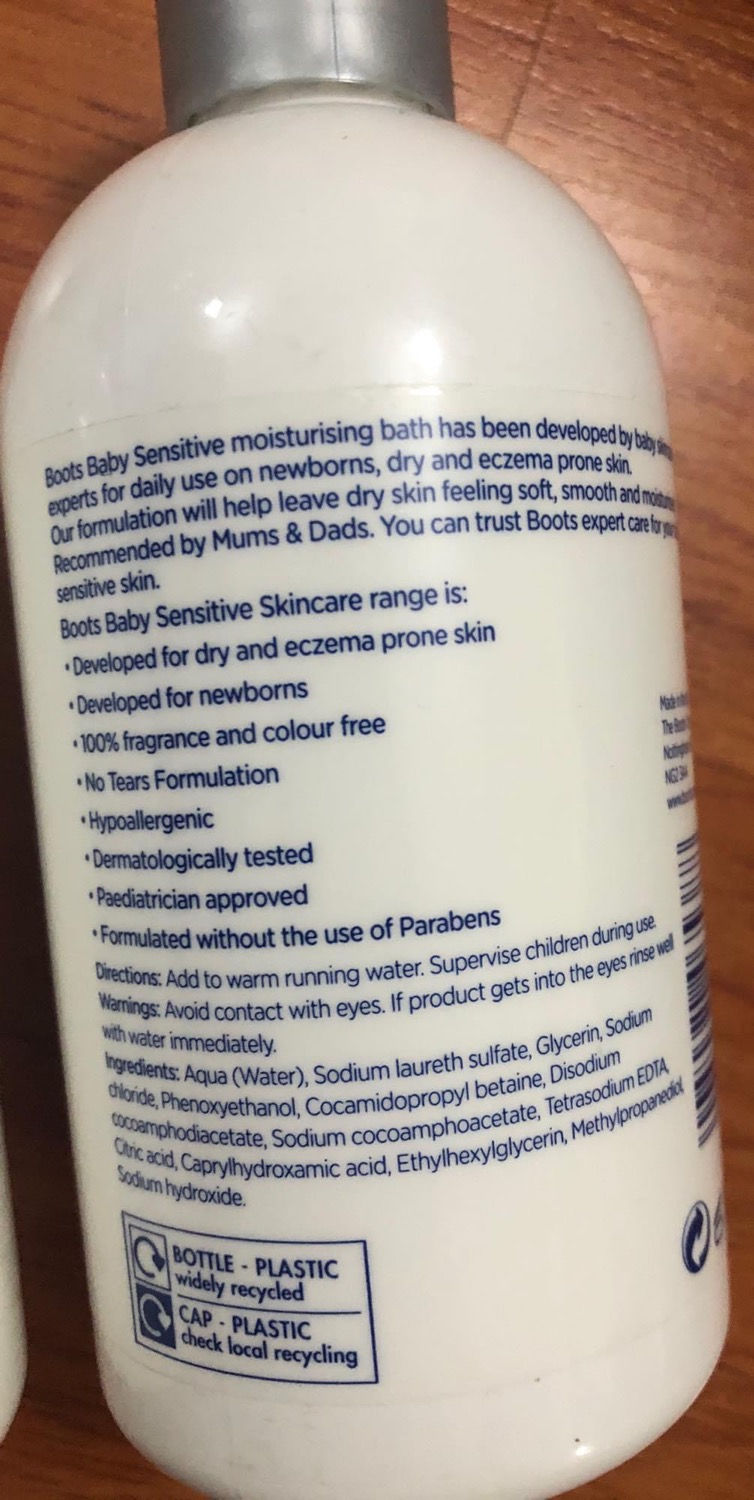 Boots Baby Sensitive moisturising bath has been developed by baby
experts for daily use on newborns, dry and eczema prone skin.
Our formulation will help leave dry skin feeling soft, smooth and
Recommended by Mums & Dads. You can trust Boots expert care for
sensitive skin.
Boots Baby Sensitive Skincare range is:
• Developed for dry and eczema prone skin
• Developed for newborns
• 100% fragrance and colour free
• No Tears Formulation
• Hypoallergenic
• Dermatologically tested
• Paediatrician approved
• Formulated without the use of Parabens
Directions: Add to warm running water. Supervise children during use.
Warnings: Avoid contact with eyes. If product gets into the eyes rinse well
with water immediately.
Ingredients: Aqua (Water), Sodium laureth sulfate, Glycerin, Sodium
chloride, Phenoxyethanol, Cocamidopropyl betaine, Disodium
cocoamphodiacetate, Sodium cocoamphoacetate, Tetrasodium EDTA,
Citric acid, Caprylhydroxamic acid, Ethylhexylglycerin, Methylpropanediol,
Sodium hydroxide.
BOTTLE - PLASTIC
widely recycled
CAP - PLASTIC
check local recycling
Made in
The Boots
NG2 3AA